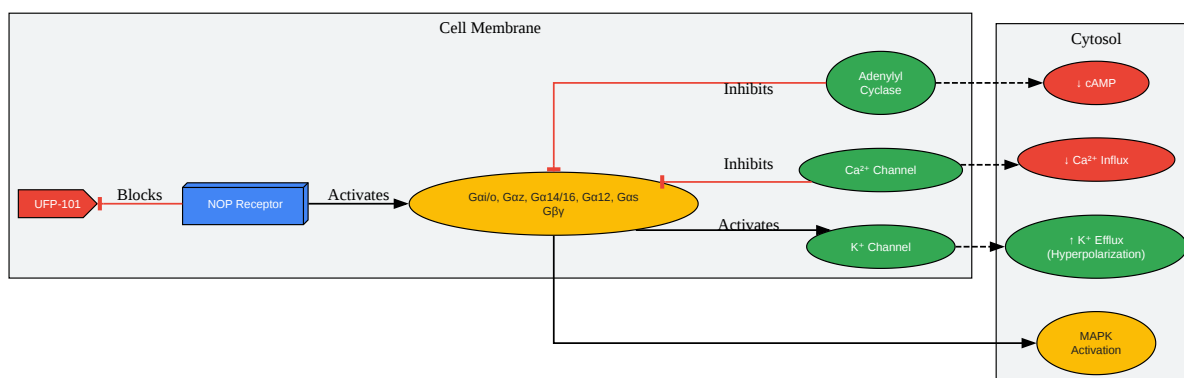 Cell Membrane
Cytosol
Adenylyl
Cyclase
Inhibits
↓ cAMP
Inhibits
Ca²⁺ Channel
↓ Ca²⁺ Influx
UFP-101
Blocks
NOP Receptor
Activates
Gαi/o, Gαz, Gα14/16, Gα12, Gαs
Gβγ
Activates
K⁺ Channel
↑ K⁺ Efflux
(Hyperpolarization)
MAPK
Activation